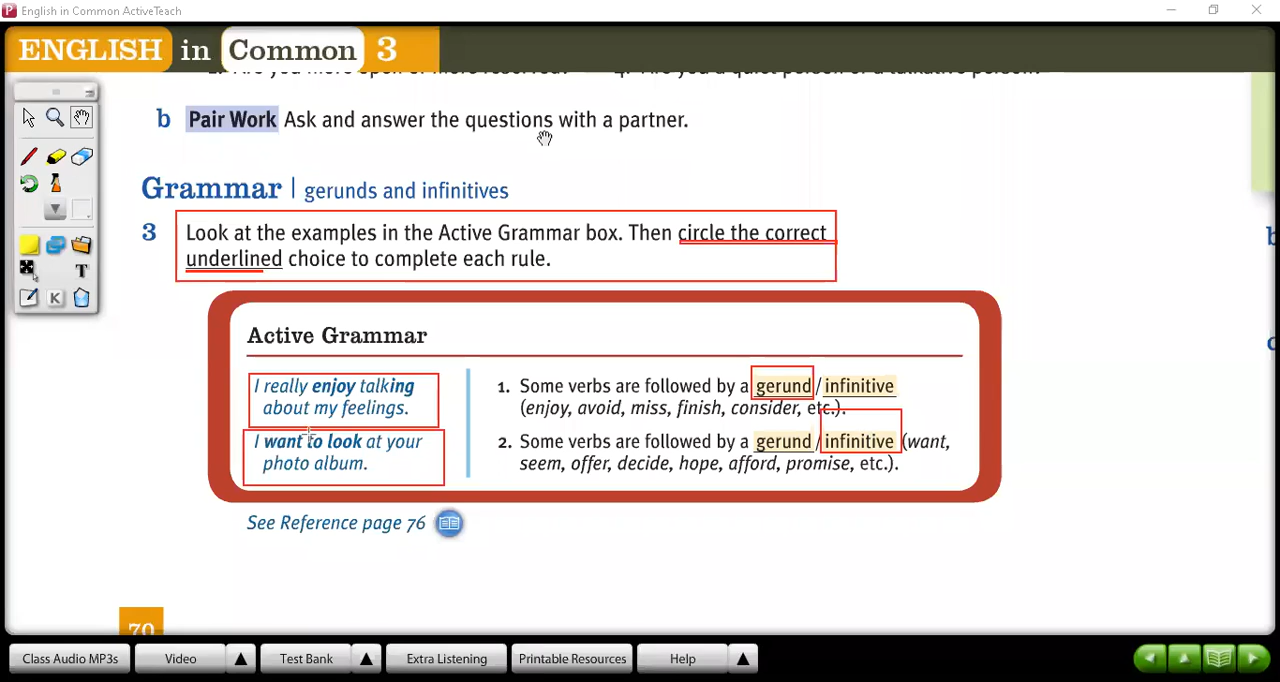 English in Common ActiveTeach
ENGLISH in Common 3
b Pair Work Ask and answer the questions with a partner.
Grammar | gerunds and infinitives
3 Look at the examples in the Active Grammar box. Then circle the correct
underlined choice to complete each rule.
Active Grammar
I really enjoy talking
about my feelings.
I want to look at your
photo album.
1. Some verbs are followed by a gerund / infinitive
(enjoy, avoid, miss, finish, consider, etc.).
2. Some verbs are followed by a gerund / infinitive (want,
seem, offer, decide, hope, afford, promise, etc.).
See Reference page 76
70
T
K
Class Audio MP3s
Video
Test Bank
Extra Listening
Printable Resources
Help